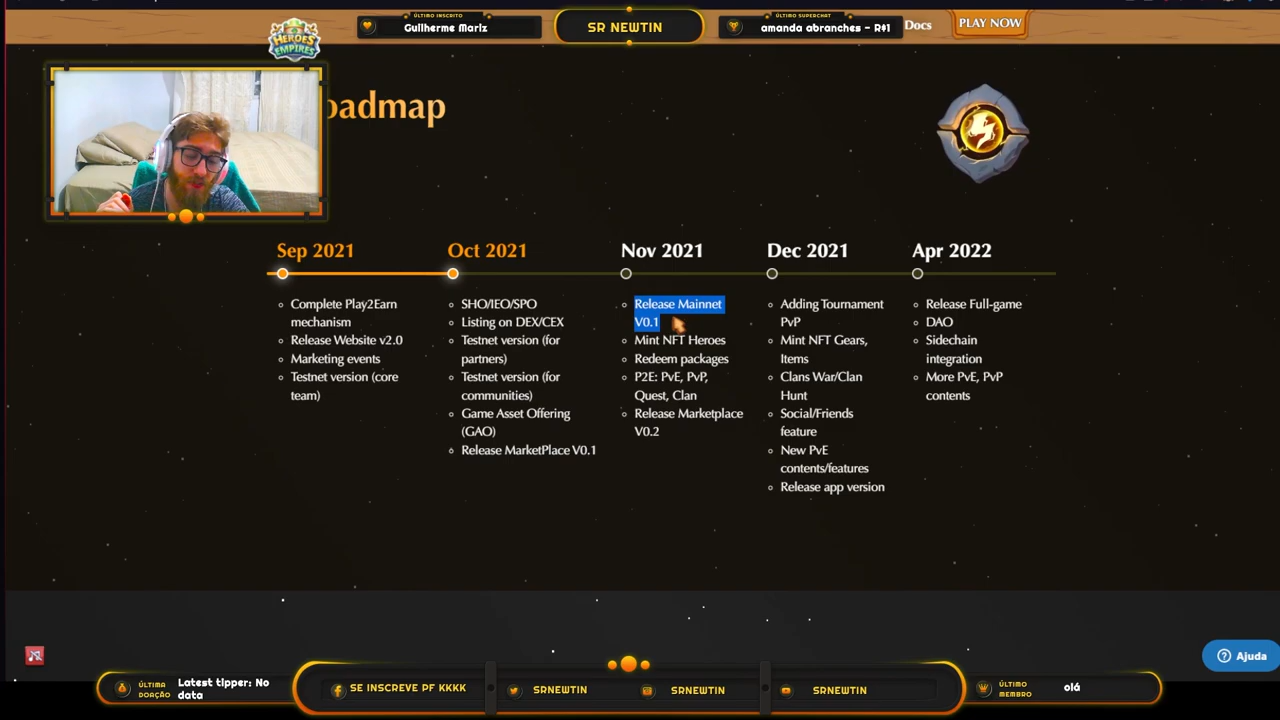 ÚLTIMO INSCRITO
Guilherme Mariz
SR NEWTIN
ÚLTIMO SUPERCHAT
amanda abranches - R$1
Docs
PLAY NOW
HEROES
EMPIRES
oadmap
Sep 2021
Complete Play2Earn
mechanism
Release Website v2.0
Marketing events
Testnet version (core
team)
Oct 2021
SHO/IEO/SPO
Listing on DEX/CEX
Testnet version (for
partners)
Testnet version (for
communities)
Game Asset Offering
(GAO)
Release MarketPlace V0.1
Nov 2021
Release Mainnet
V0.1
Mint NFT Heroes
Redeem packages
P2E: PvE, PvP,
Quest, Clan
Release Marketplace
V0.2
Dec 2021
Adding Tournament
PvP
Mint NFT Gears,
Items
Clans War/Clan
Hunt
Social/Friends
feature
New PvE
contents/features
Release app version
Apr 2022
Release Full-game
DAO
Sidechain
integration
More PvE, PvP
contents
Ajuda
ÚLTIMA
DOAÇÃO
Latest tipper: No
data
SE INSCREVE PF KKKK
SRNEWTIN
SRNEWTIN
SRNEWTIN
ÚLTIMO
MEMBRO
olá